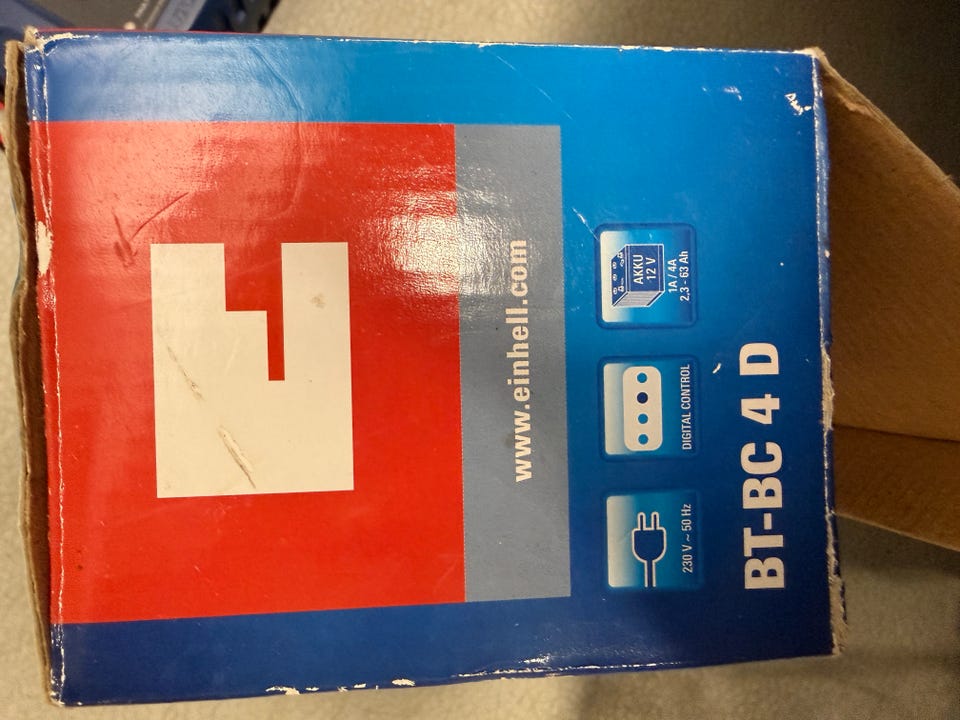 www.einhell.com
230 V ~ 50 Hz
DIGITAL CONTROL
AKKU
12 V
1A / 4A
2,3 - 63 Ah
BT-BC 4 D